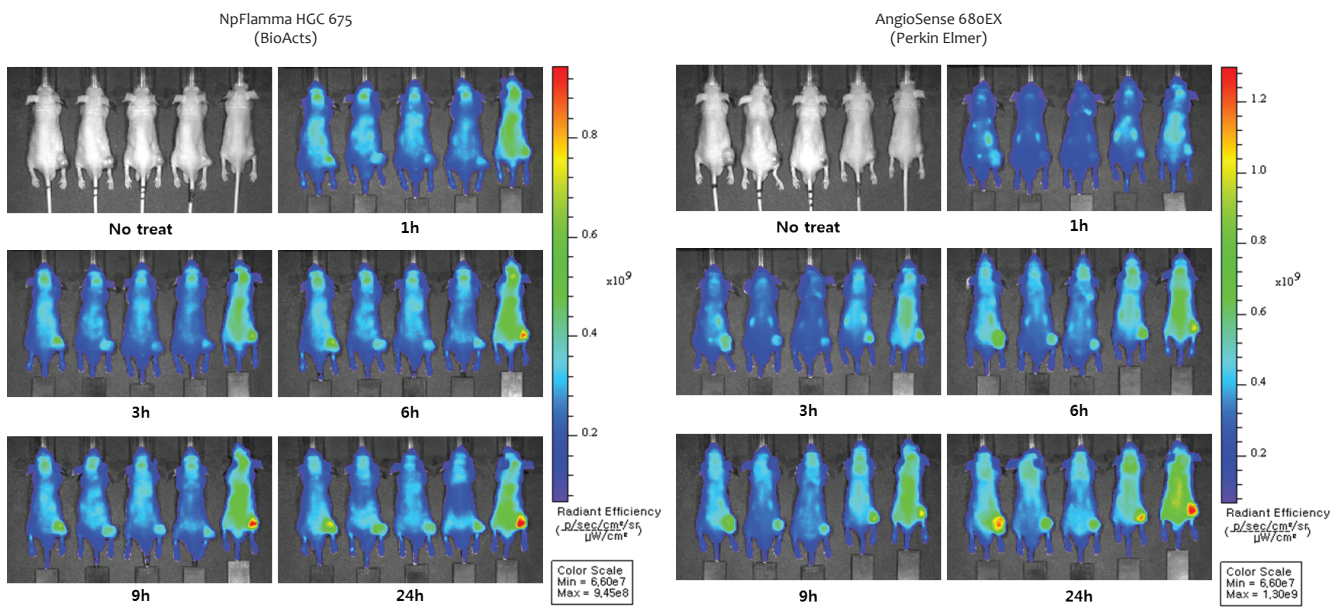 NpFlamma HGC 675
(BioActs)
No treat
1h
3h
6h
9h
24h
0.8
0.6
x10⁹
0.4
0.2
Radiant Efficiency
(p/sec/cm²/sr
µW/cm²)
Color Scale
Min = 6,60e7
Max = 9,45e8
AngioSense 680EX
(Perkin Elmer)
No treat
1h
3h
6h
9h
24h
1.2
1.0
0.8
x10⁹
0.6
0.4
0.2
Radiant Efficiency
(p/sec/cm²/sr
µW/cm²)
Color Scale
Min = 6,60e7
Max = 1,30e9